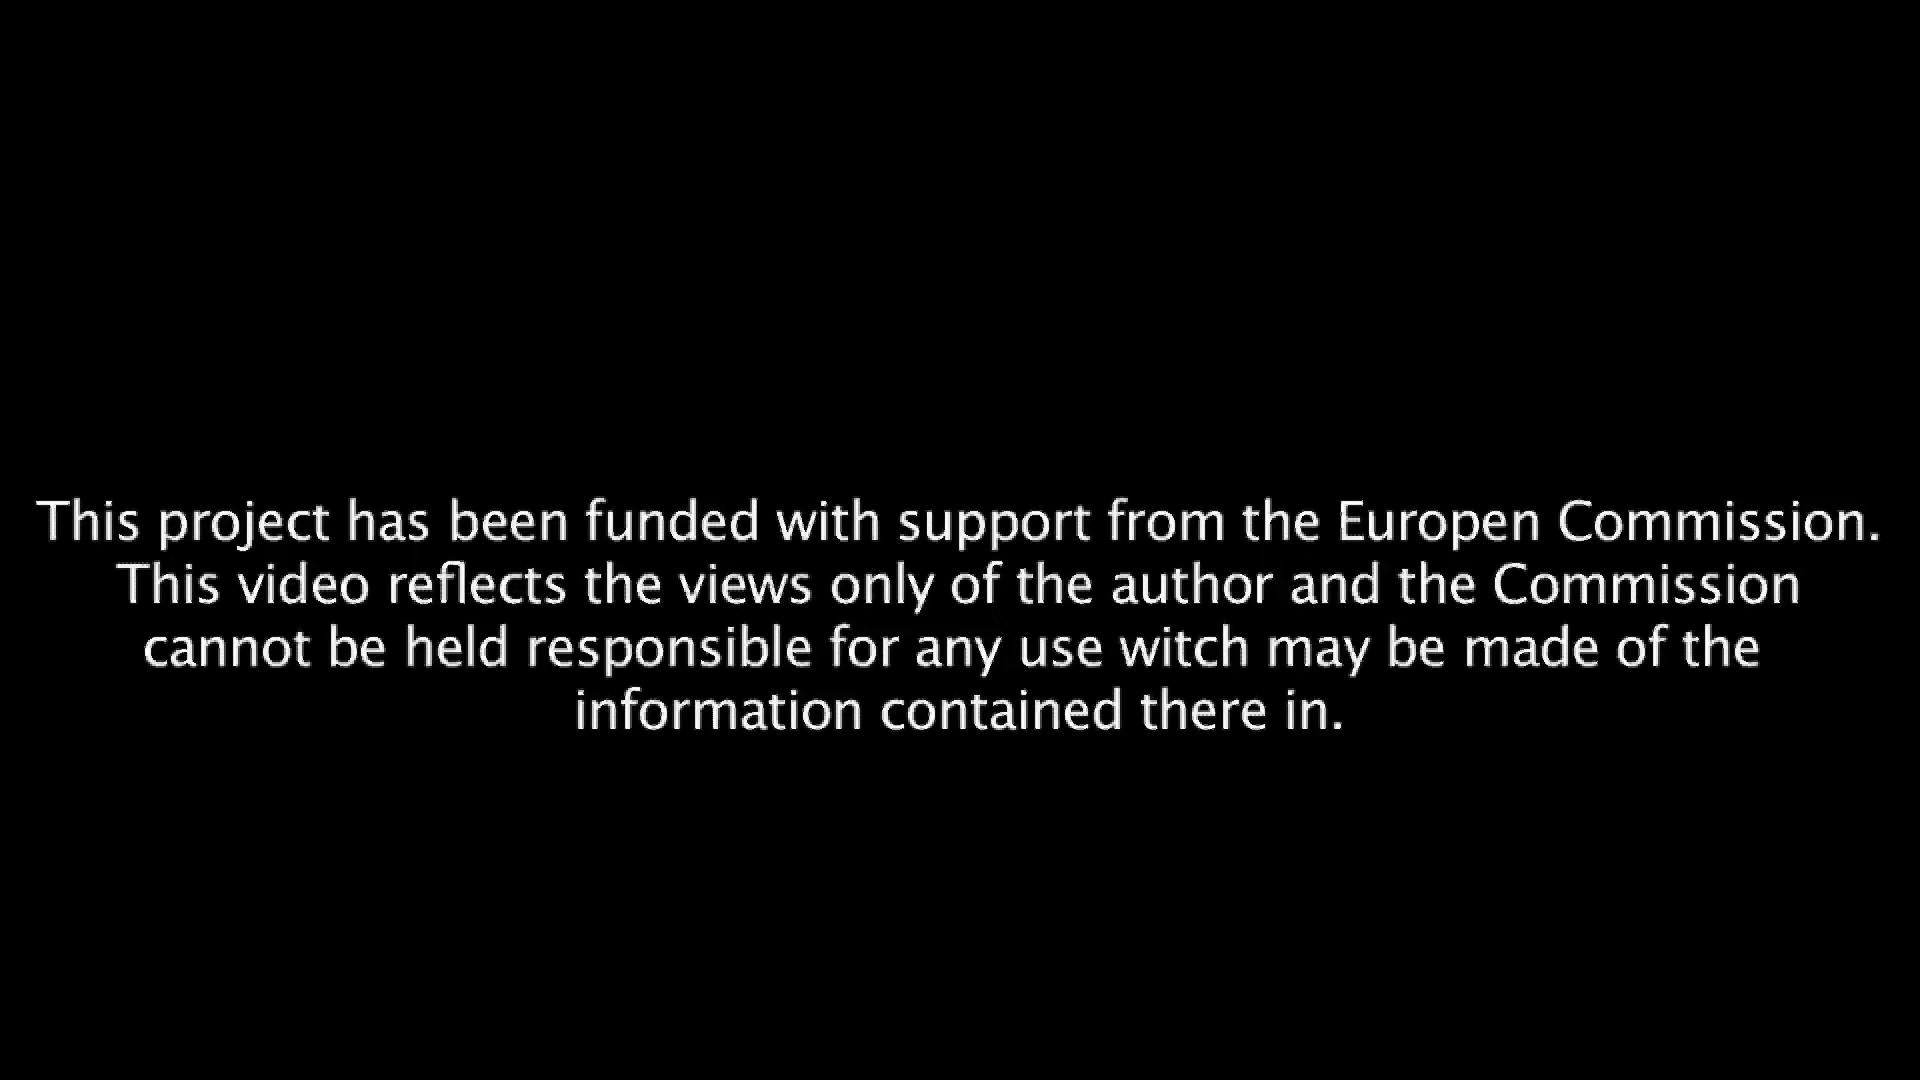 This project has been funded with support from the Europen Commission.
This video reflects the views only of the author and the Commission
cannot be held responsible for any use witch may be made of the
information contained there in.